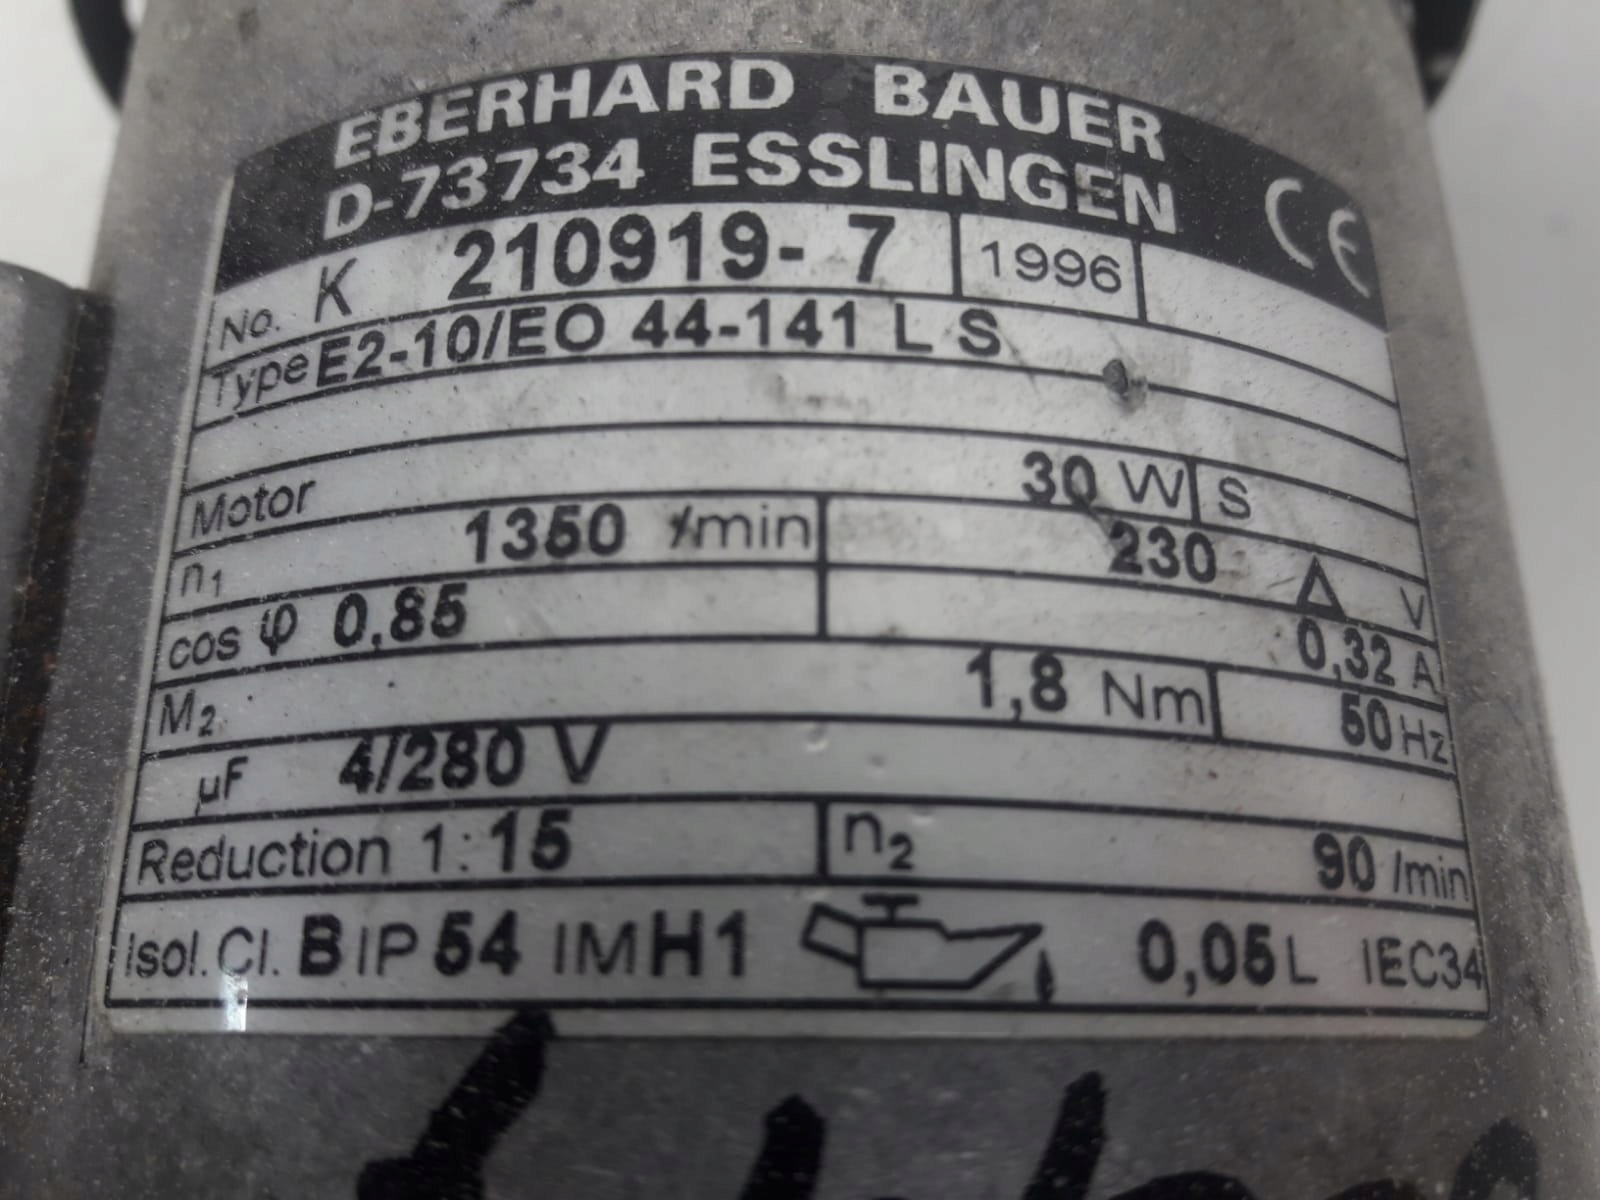 EBERHARD BAUER
D-73734 ESSLINGEN CE
No. K 210919- 7 1996
Type E2-10/EO 44-141 L S
Motor 30 W S
n1 1350 /min 230 Δ V
cos φ 0,85 0,32 A
M2 1,8 Nm 50 Hz
µF 4/280 V
Reduction 1:15 n2 90 /min
Isol. Cl. B IP 54 IM H1 0,05 L IEC34